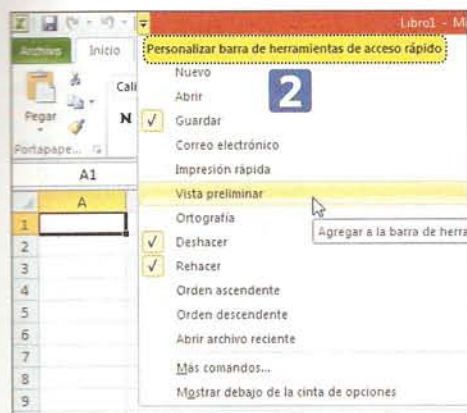 Libro1 - Mi
Archivo Inicio
Personalizar barra de herramientas de acceso rápido
Nuevo
Abrir
Guardar
Correo electrónico
Impresión rápida
Vista preliminar
Ortografía
Deshacer
Rehacer
Orden ascendente
Orden descendente
Abrir archivo reciente
Más comandos...
Mostrar debajo de la cinta de opciones
2
Agregar a la barra de herra
Pegar
Cali
N
Portapape...
A1
A
1
2
3
4
5
6
7
8
9